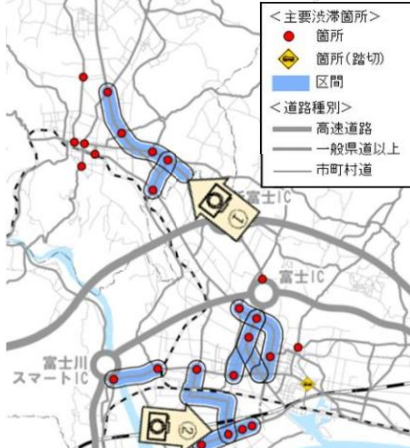 <主要渋滞箇所>
箇所
箇所(踏切)
区間
<道路種別>
高速道路
一般県道以上
市町村道
①
富士IC
富士IC
富士川
スマートIC
②